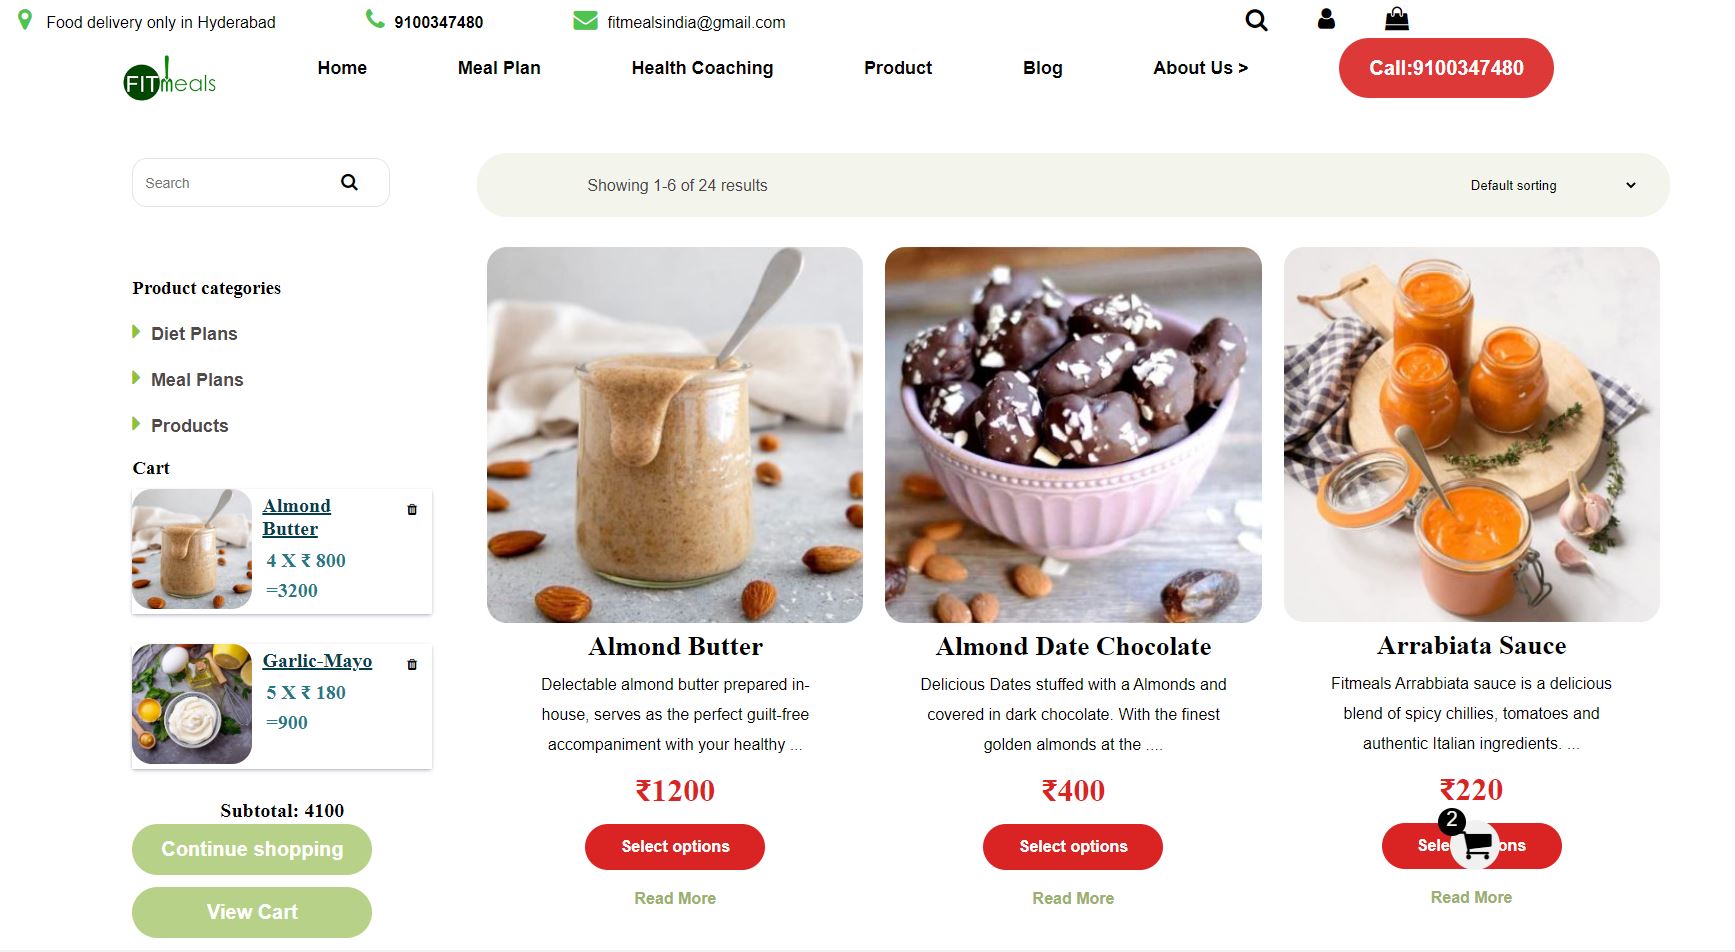 Food delivery only in Hyderabad
9100347480
fitmealsindia@gmail.com
FITmeals
Home
Meal Plan
Health Coaching
Product
Blog
About Us >
Call:9100347480
Search
Showing 1-6 of 24 results
Default sorting
Product categories
Diet Plans
Meal Plans
Products
Cart
Almond
Butter
4 X ₹ 800
=3200
Garlic-Mayo
5 X ₹ 180
=900
Subtotal: 4100
Continue shopping
View Cart
Almond Butter
Delectable almond butter prepared in-
house, serves as the perfect guilt-free
accompaniment with your healthy ...
₹1200
Select options
Read More
Almond Date Chocolate
Delicious Dates stuffed with a Almonds and
covered in dark chocolate. With the finest
golden almonds at the ....
₹400
Select options
Read More
Arrabiata Sauce
Fitmeals Arrabbiata sauce is a delicious
blend of spicy chillies, tomatoes and
authentic Italian ingredients. ...
₹220
2
Read More